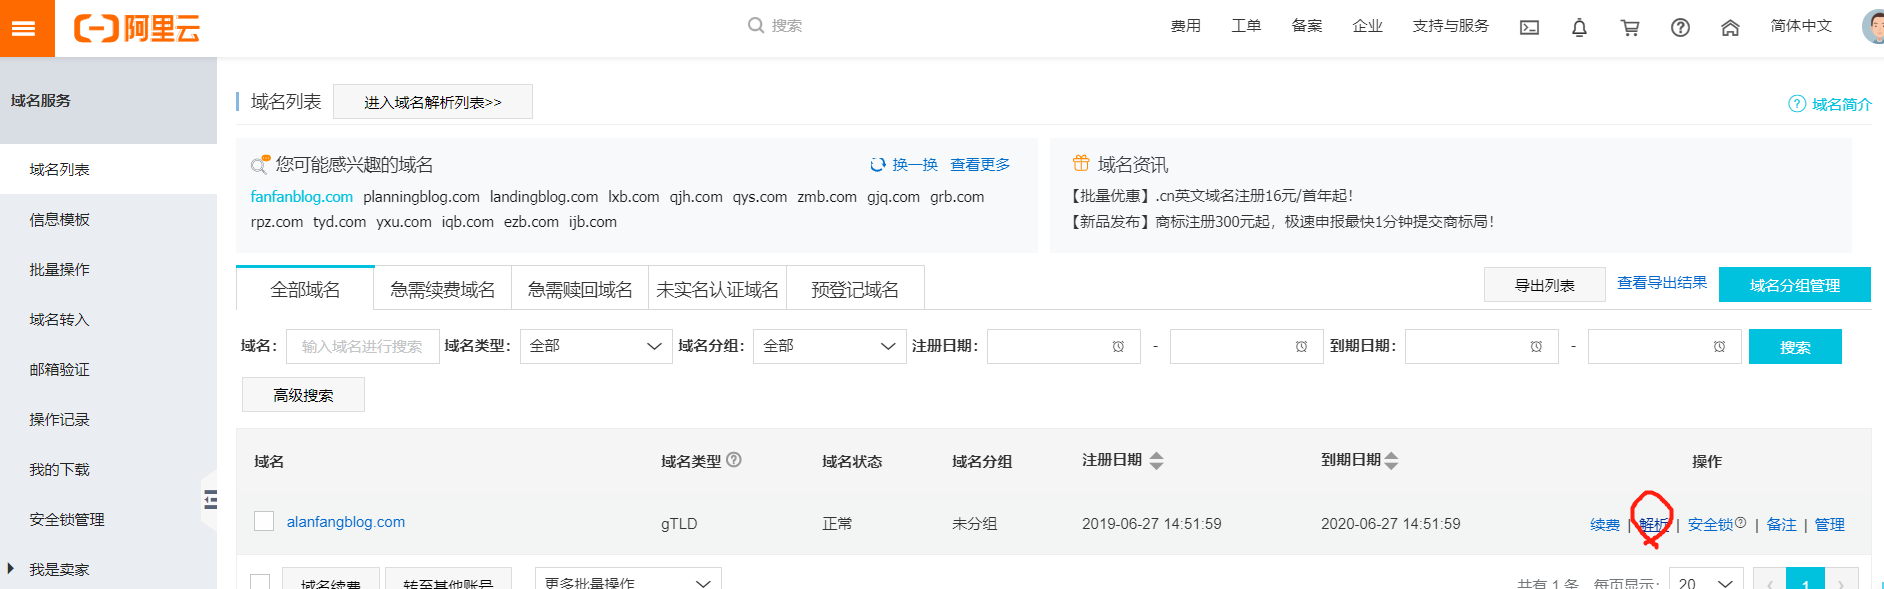 阿里云 搜索 费用 工单 备案 企业 支持与服务 简体中文
域名服务
域名列表
信息模板
批量操作
域名转入
邮箱验证
操作记录
我的下载
安全锁管理
我是卖家
域名列表 进入域名解析列表>> 域名简介
您可能感兴趣的域名 换一换 查看更多
fanfanblog.com planningblog.com landingblog.com lxb.com qjh.com qys.com zmb.com gjq.com grb.com
rpz.com tyd.com yxu.com iqb.com ezb.com ijb.com
域名资讯
【批量优惠】.cn英文域名注册16元/首年起！
【新品发布】商标注册300元起，极速申报最快1分钟提交商标局！
全部域名 急需续费域名 急需赎回域名 未实名认证域名 预登记域名 导出列表 查看导出结果 域名分组管理
域名： 输入域名进行搜索 域名类型： 全部 域名分组： 全部 注册日期： - 到期日期： - 搜索
高级搜索
域名 域名类型 域名状态 域名分组 注册日期 到期日期 操作
alanfangblog.com gTLD 正常 未分组 2019-06-27 14:51:59 2020-06-27 14:51:59 续费 | 解析 | 安全锁 | 备注 | 管理
域名续费 转至其他账号 更多批量操作 共有 1 条 每页显示： 20 1